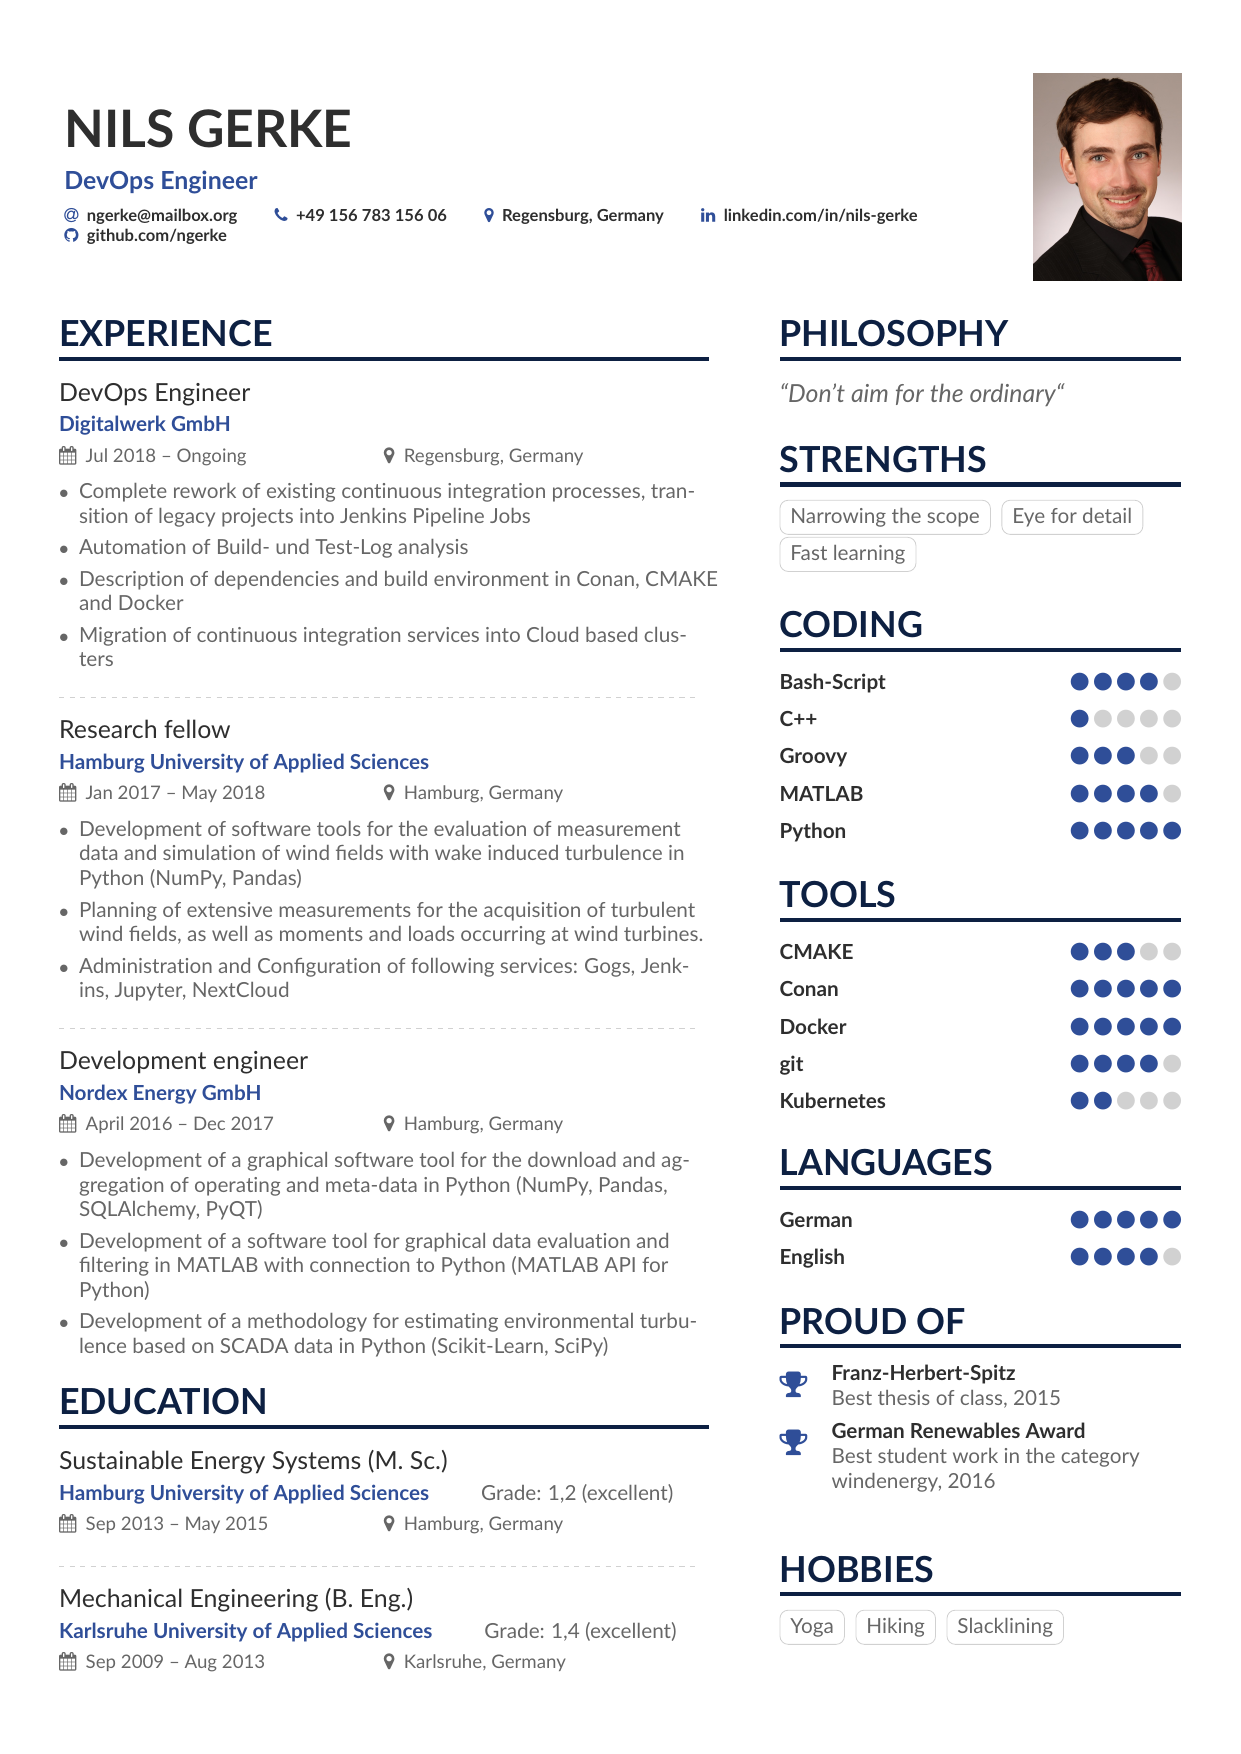 NILS GERKE
DevOps Engineer
ngerke@mailbox.org +49 156 783 156 06 Regensburg, Germany linkedin.com/in/nils-gerke
github.com/ngerke
EXPERIENCE
DevOps Engineer
Digitalwerk GmbH
Jul 2018 – Ongoing Regensburg, Germany
• Complete rework of existing continuous integration processes, tran-
sition of legacy projects into Jenkins Pipeline Jobs
• Automation of Build- und Test-Log analysis
• Description of dependencies and build environment in Conan, CMAKE
and Docker
• Migration of continuous integration services into Cloud based clus-
ters
Research fellow
Hamburg University of Applied Sciences
Jan 2017 – May 2018 Hamburg, Germany
• Development of software tools for the evaluation of measurement
data and simulation of wind fields with wake induced turbulence in
Python (NumPy, Pandas)
• Planning of extensive measurements for the acquisition of turbulent
wind fields, as well as moments and loads occurring at wind turbines.
• Administration and Configuration of following services: Gogs, Jenk-
ins, Jupyter, NextCloud
Development engineer
Nordex Energy GmbH
April 2016 – Dec 2017 Hamburg, Germany
• Development of a graphical software tool for the download and ag-
gregation of operating and meta-data in Python (NumPy, Pandas,
SQLAlchemy, PyQT)
• Development of a software tool for graphical data evaluation and
filtering in MATLAB with connection to Python (MATLAB API for
Python)
• Development of a methodology for estimating environmental turbu-
lence based on SCADA data in Python (Scikit-Learn, SciPy)
EDUCATION
Sustainable Energy Systems (M. Sc.)
Hamburg University of Applied Sciences Grade: 1,2 (excellent)
Sep 2013 – May 2015 Hamburg, Germany
Mechanical Engineering (B. Eng.)
Karlsruhe University of Applied Sciences Grade: 1,4 (excellent)
Sep 2009 – Aug 2013 Karlsruhe, Germany
PHILOSOPHY
“Don’t aim for the ordinary“
STRENGTHS
Narrowing the scope Eye for detail
Fast learning
CODING
Bash-Script
C++
Groovy
MATLAB
Python
TOOLS
CMAKE
Conan
Docker
git
Kubernetes
LANGUAGES
German
English
PROUD OF
Franz-Herbert-Spitz
Best thesis of class, 2015
German Renewables Award
Best student work in the category
windenergy, 2016
HOBBIES
Yoga Hiking Slacklining